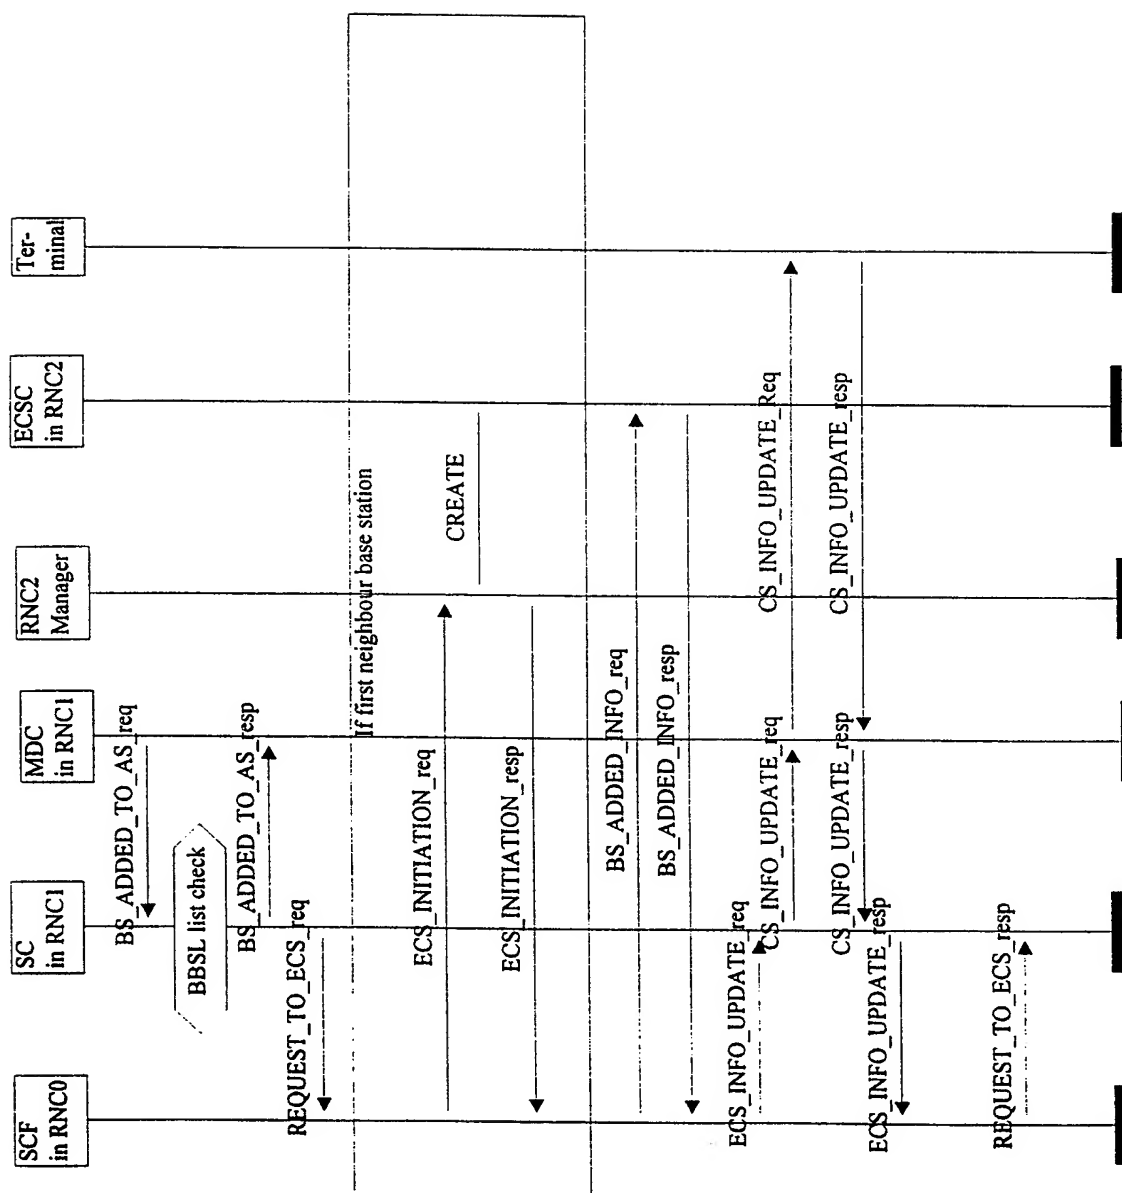 SCF
in RNC0
SC
in RNC1
MDC
in RNC1
RNC2
Manager
ECSC
in RNC2
Ter-
minal
BS_ADDED_TO_AS_req
BBSL list check
BS_ADDED_TO_AS_resp
REQUEST_TO_ECS_req
If first neighbour base station
ECS_INITIATION_req
CREATE
ECS_INITIATION_resp
BS_ADDED_INFO_req
BS_ADDED_INFO_resp
ECS_INFO_UPDATE_req
CS_INFO_UPDATE_req
CS_INFO_UPDATE_Req
CS_INFO_UPDATE_resp
CS_INFO_UPDATE_resp
ECS_INFO_UPDATE_resp
REQUEST_TO_ECS_resp